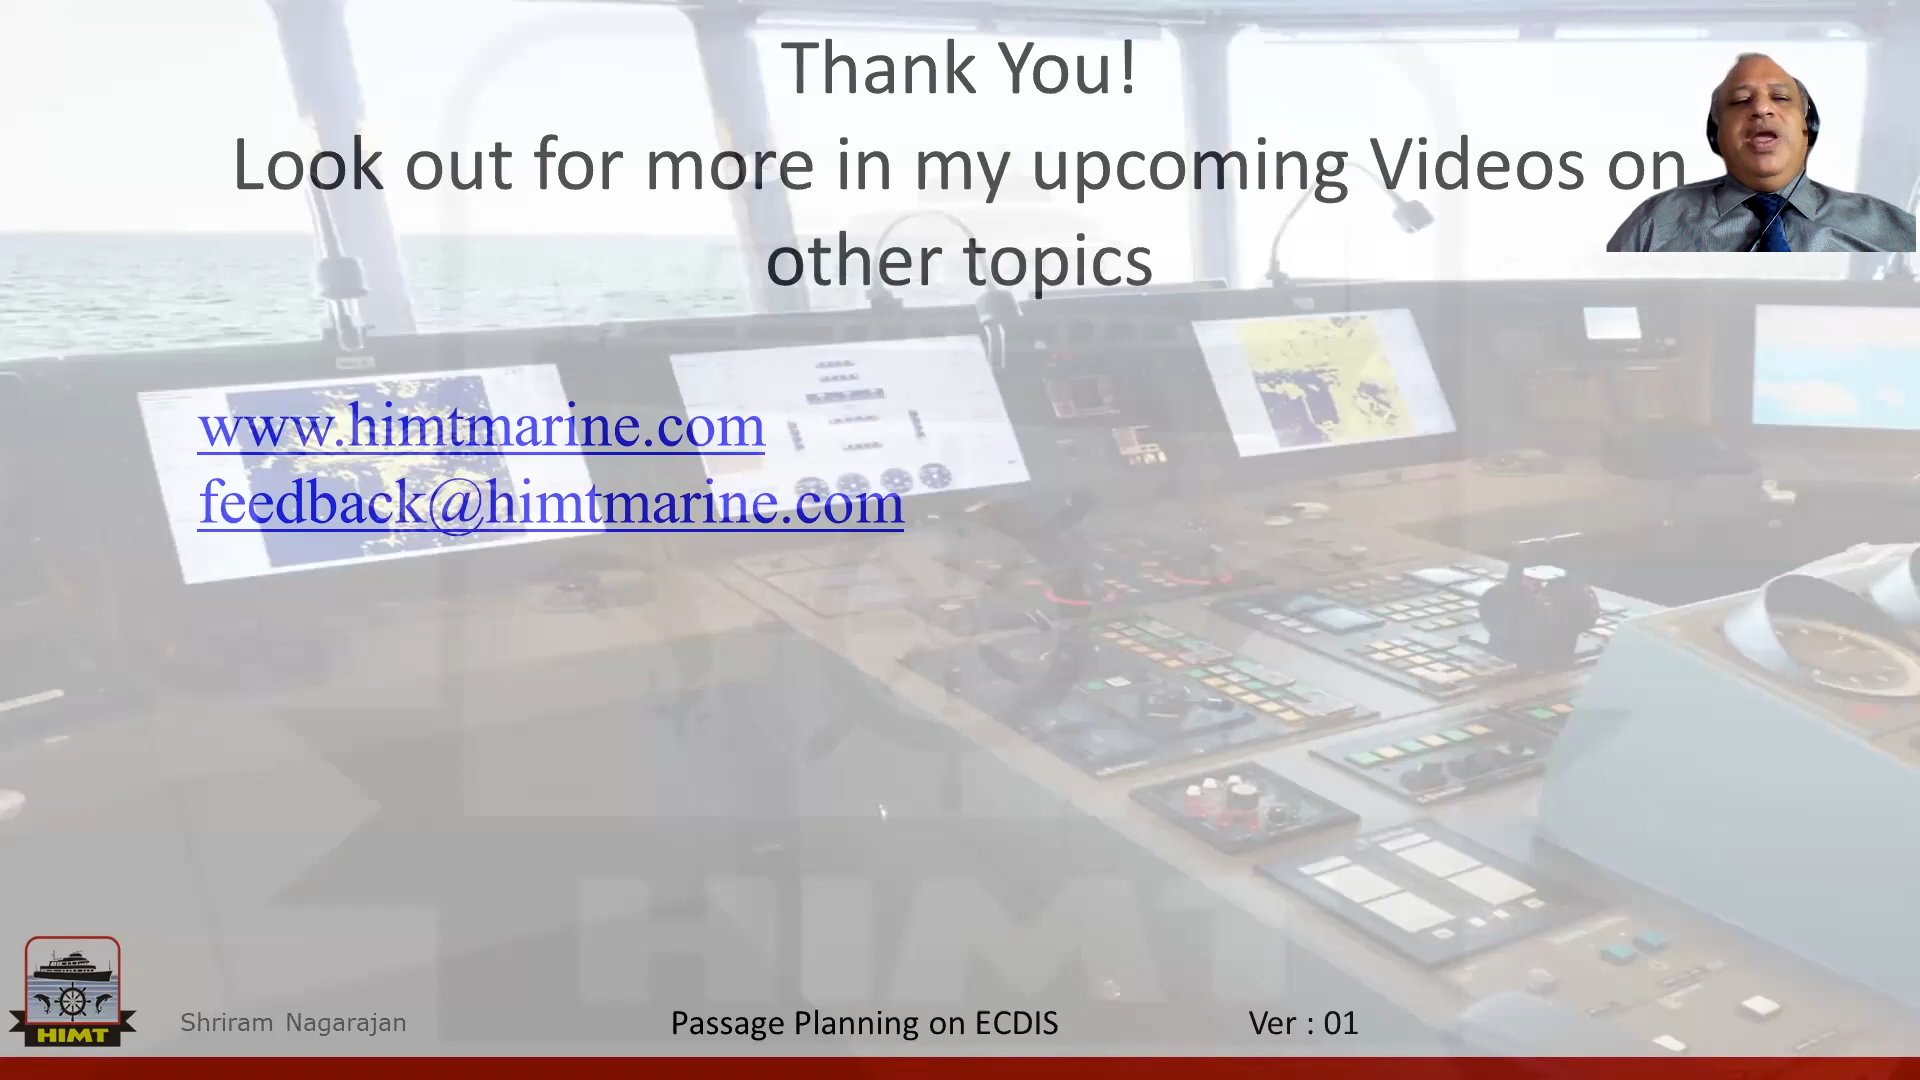 Thank You!
Look out for more in my upcoming Videos on
other topics
www.himtmarine.com
feedback@himtmarine.com
HIMT
HIMT
Shriram Nagarajan
Passage Planning on ECDIS
Ver : 01